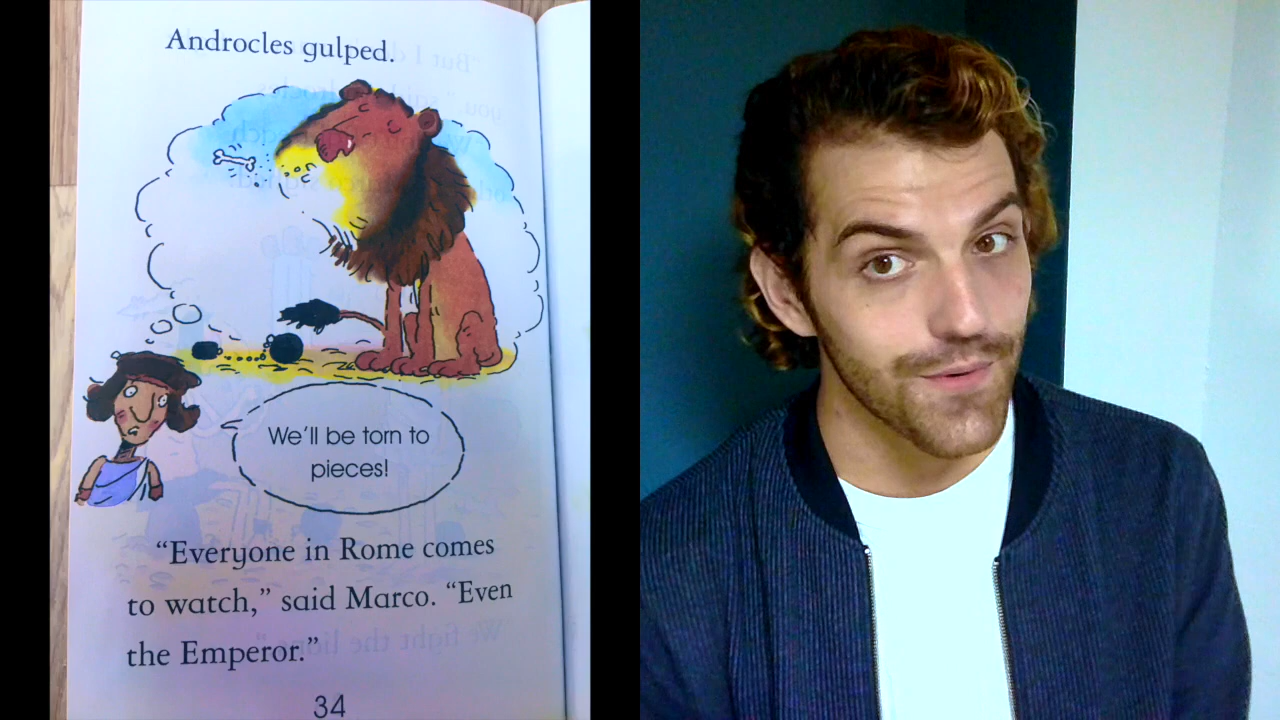 Androcles gulped.
We'll be torn to
pieces!
"Everyone in Rome comes
to watch," said Marco. "Even
the Emperor."
34